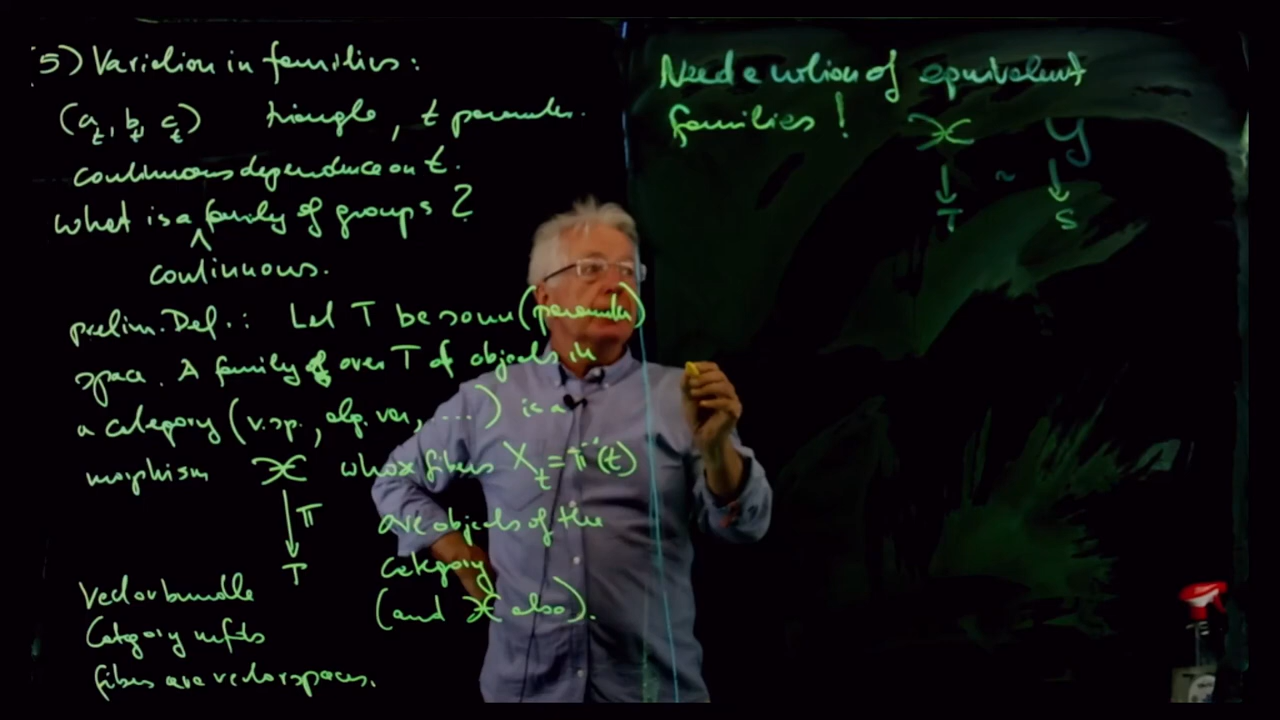 5) Variation in families:
(a_t, b_t, c_t) triangle, t parameter.
continuous dependence on t.
What is a family of groups?
^
continuous.
prelim. Def.: Let T be some (parameter)
space. A family of over T of objects in
a category (v.sp., alg. var, ....) is a
morphism 𝒳 whose fibers X_t = π⁻¹(t)
↓ π are objects of the
T category
(and 𝒳 also).
Vector bundle
Category mfds
fibers are vectorspaces.
Need a notion of equivalent
families! 𝒳 𝒴
↓ ~ ↓
T S